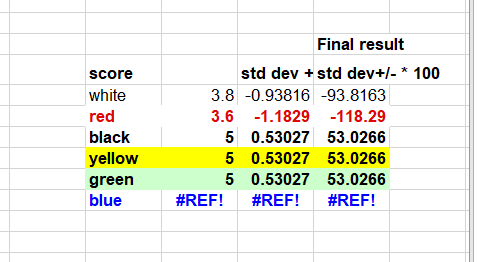 Final result
score std dev + std dev+/- * 100
white 3.8 -0.93816 -93.8163
red 3.6 -1.1829 -118.29
black 5 0.53027 53.0266
yellow 5 0.53027 53.0266
green 5 0.53027 53.0266
blue #REF! #REF! #REF!